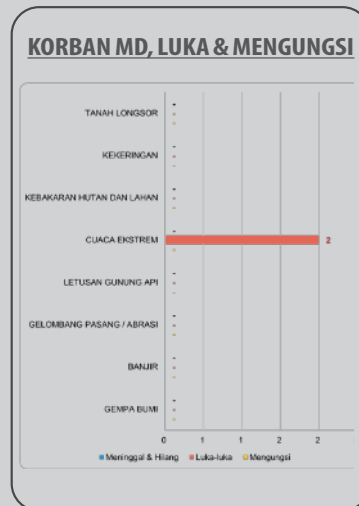 KORBAN MD, LUKA & MENGUNGSI
TANAH LONGSOR
KEKERINGAN
KEBAKARAN HUTAN DAN LAHAN
CUACA EKSTREM
2
LETUSAN GUNUNG API
GELOMBANG PASANG / ABRASI
BANJIR
GEMPA BUMI
0 1 1 2 2
Meninggal & Hilang Luka-luka Mengungsi